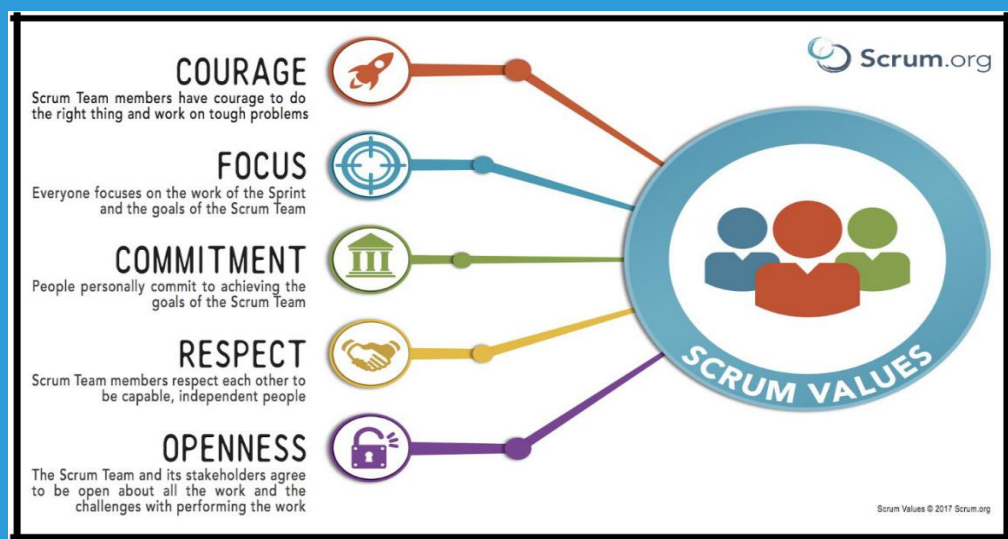 Scrum.org
COURAGE
Scrum Team members have courage to do
the right thing and work on tough problems
FOCUS
Everyone focuses on the work of the Sprint
and the goals of the Scrum Team
COMMITMENT
People personally commit to achieving the
goals of the Scrum Team
RESPECT
Scrum Team members respect each other to
be capable, independent people
OPENNESS
The Scrum Team and its stakeholders agree
to be open about all the work and the
challenges with performing the work
SCRUM VALUES
Scrum Values © 2017 Scrum.org